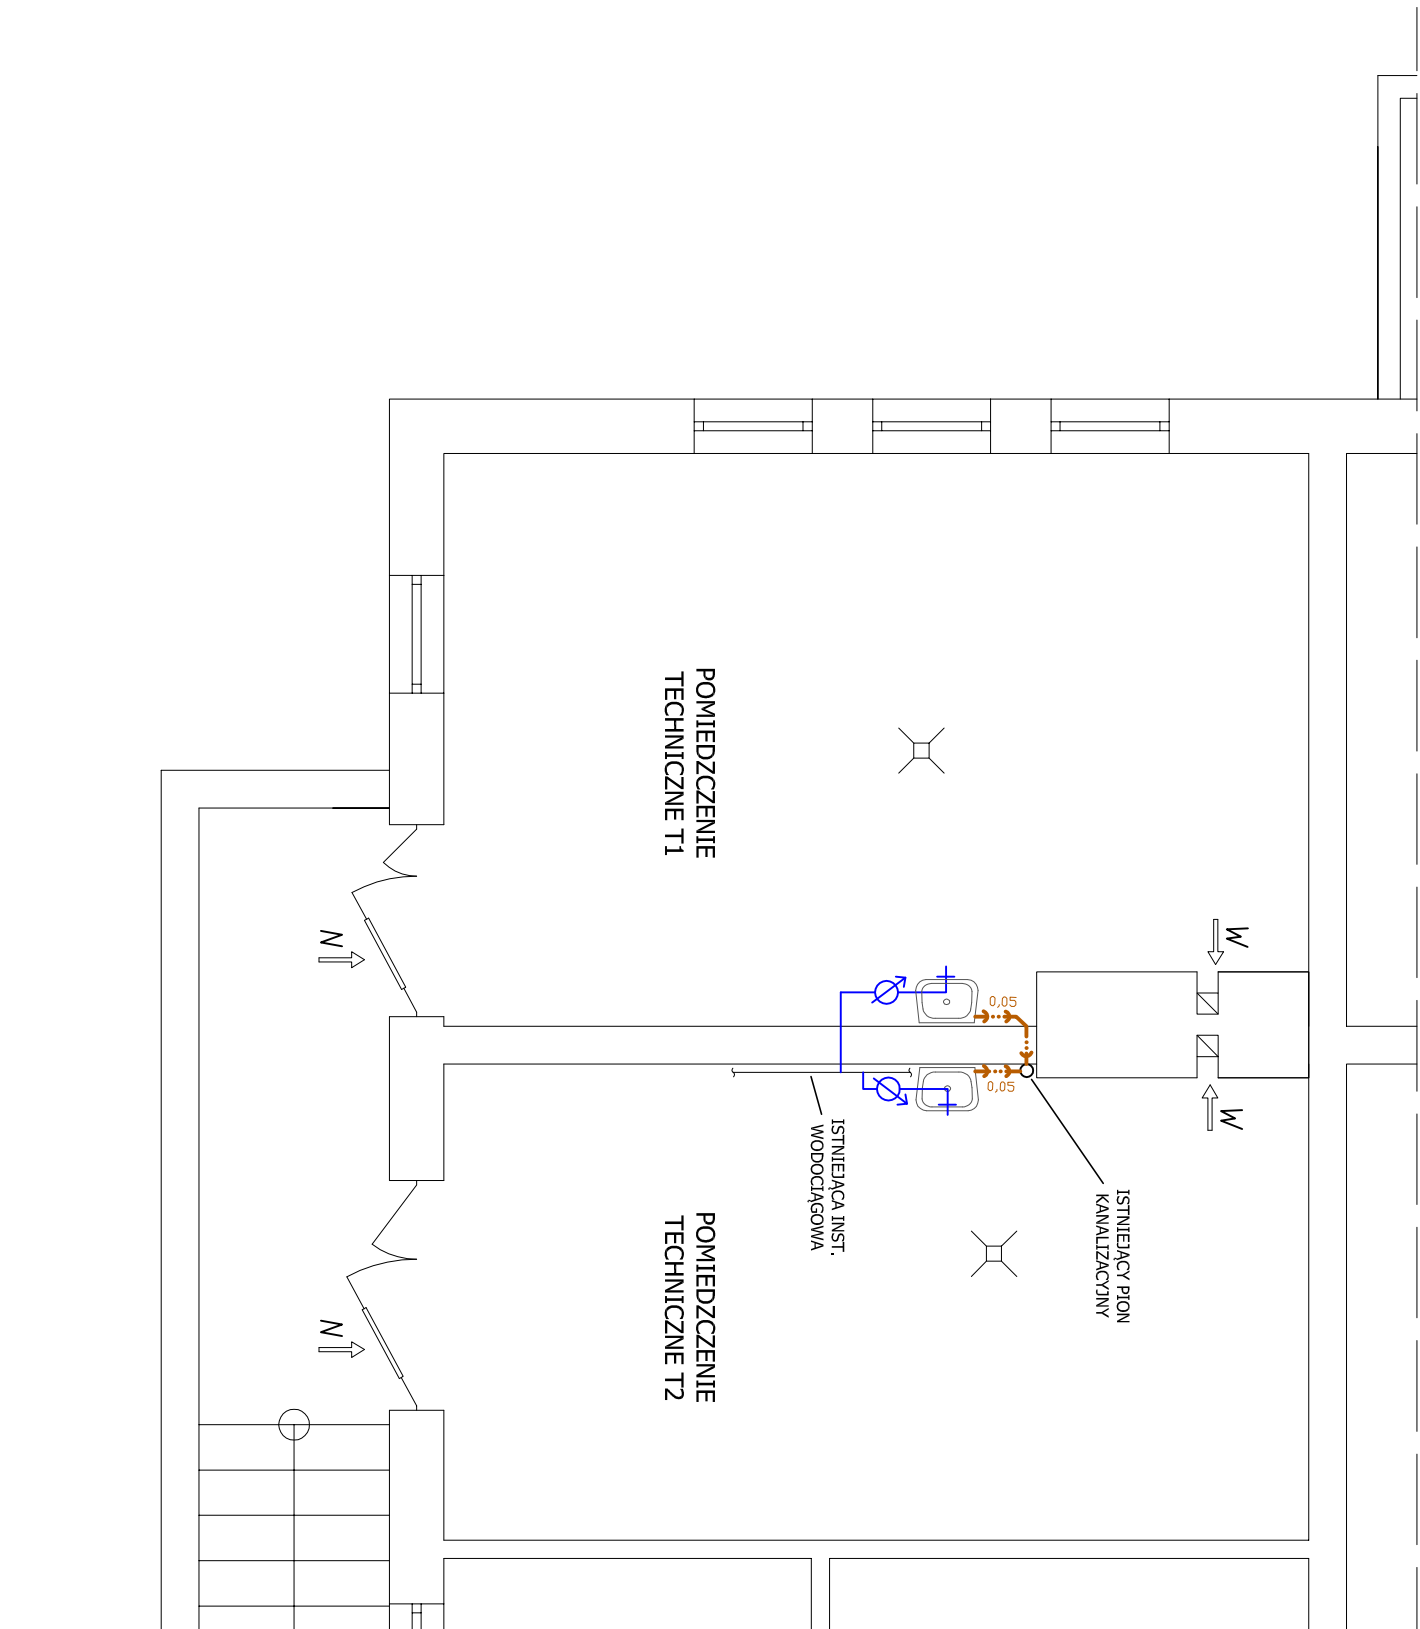 POMIEDZCZENIE
TECHNICZNE T1
N
W
0,05
0,05
W
ISTNIEJĄCA INST.
WODOCIĄGOWA
ISTNIEJĄCY PION
KANALIZACYJNY
POMIEDZCZENIE
TECHNICZNE T2
N